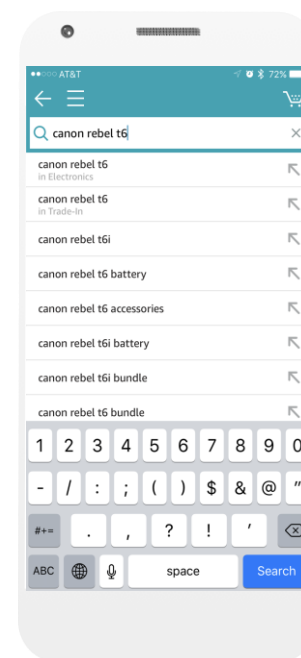 AT&T 72%
canon rebel t6
canon rebel t6
in Electronics
canon rebel t6
in Trade-In
canon rebel t6i
canon rebel t6 battery
canon rebel t6 accessories
canon rebel t6i battery
canon rebel t6i bundle
canon rebel t6 bundle
1 2 3 4 5 6 7 8 9 0
- / : ; ( ) $ & @ "
#+= . , ? ! '
ABC space Search